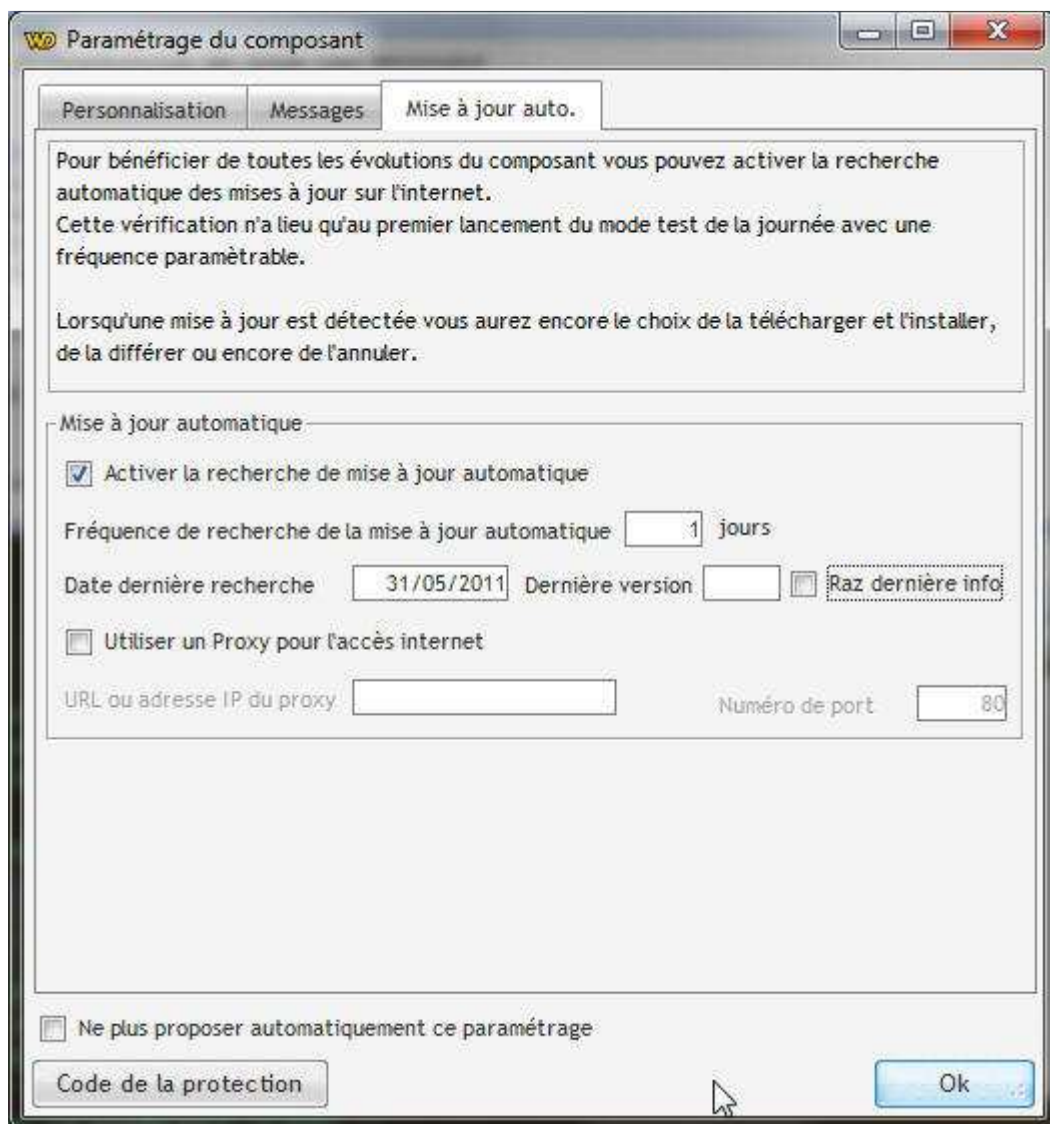 WD Paramétrage du composant
Personnalisation Messages Mise à jour auto.
Pour bénéficier de toutes les évolutions du composant vous pouvez activer la recherche
automatique des mises à jour sur l'internet.
Cette vérification n'a lieu qu'au premier lancement du mode test de la journée avec une
fréquence paramètrable.
Lorsqu'une mise à jour est détectée vous aurez encore le choix de la télécharger et l'installer,
de la différer ou encore de l'annuler.
Mise à jour automatique
Activer la recherche de mise à jour automatique
Fréquence de recherche de la mise à jour automatique 1 jours
Date dernière recherche 31/05/2011 Dernière version Raz dernière info
Utiliser un Proxy pour l'accès internet
URL ou adresse IP du proxy Numéro de port 80
Ne plus proposer automatiquement ce paramétrage
Code de la protection Ok